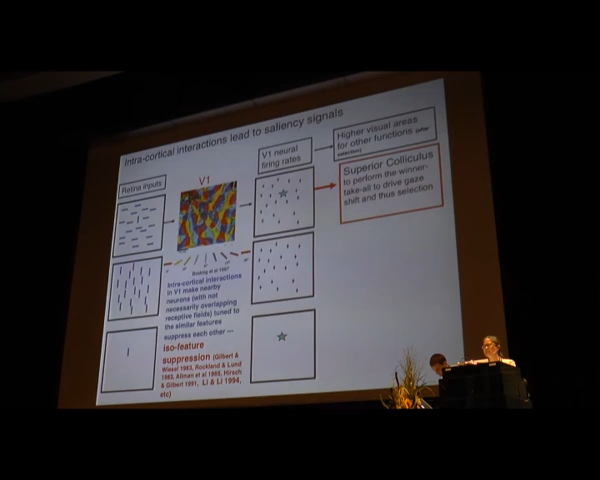 Intra-cortical interactions lead to saliency signals
Retina inputs
V1
V1 neural
firing rates
Higher visual areas
for other functions (after
selection)
Superior Colliculus
to perform the winner-
take-all to drive gaze
shift and thus selection
Intra-cortical interactions
in V1 make nearby
neurons (with not
necessarily overlapping
receptive fields) tuned to
the similar features
suppress each other ---
iso-feature
suppression (Gilbert &
Wiesel 1983, Rockland & Lund
1983, Allman et al 1985, Hirsch
& Gilbert 1991, Li & Li 1994,
etc)